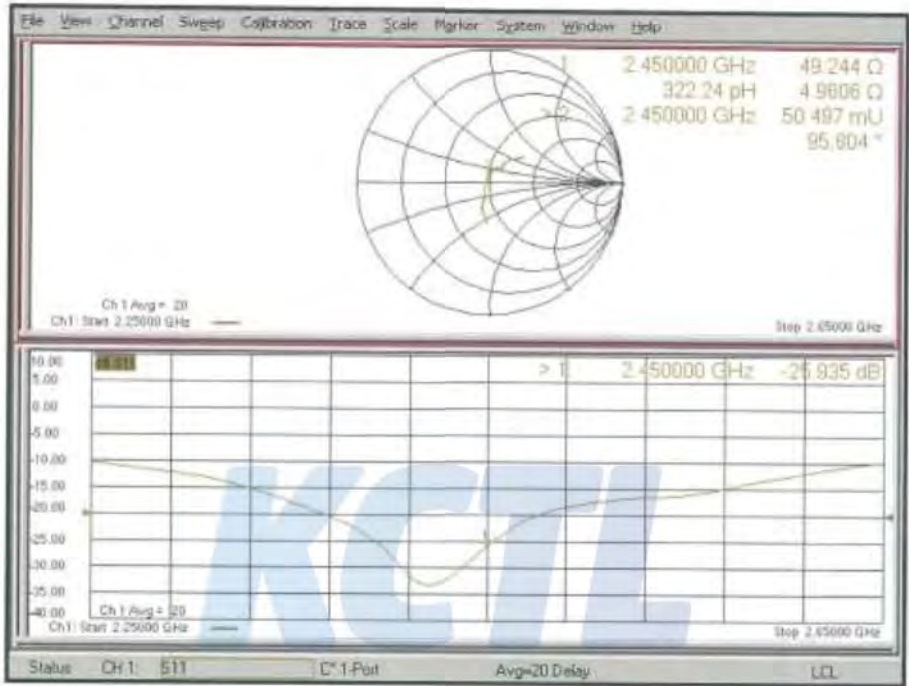 File View Channel Sweep Calibration Trace Scale Marker System Window Help
1 2.450000 GHz 49.244 Ω
322.24 pH 4.9606 Ω
> 2 2.450000 GHz 50.497 mU
95.804 °
Ch 1 Avg = 20
Ch1: Start 2.25000 GHz
Stop 2.65000 GHz
10.00
> 1 2.450000 GHz -25.935 dB
5.00
0.00
-5.00
-10.00
-15.00
-20.00
-25.00
-30.00
-35.00
-40.00
KCTL
Ch 1 Avg = 20
Ch1: Start 2.25000 GHz
Stop 2.65000 GHz
Status CH 1: S11 C* 1-Port Avg=20 Delay LCL